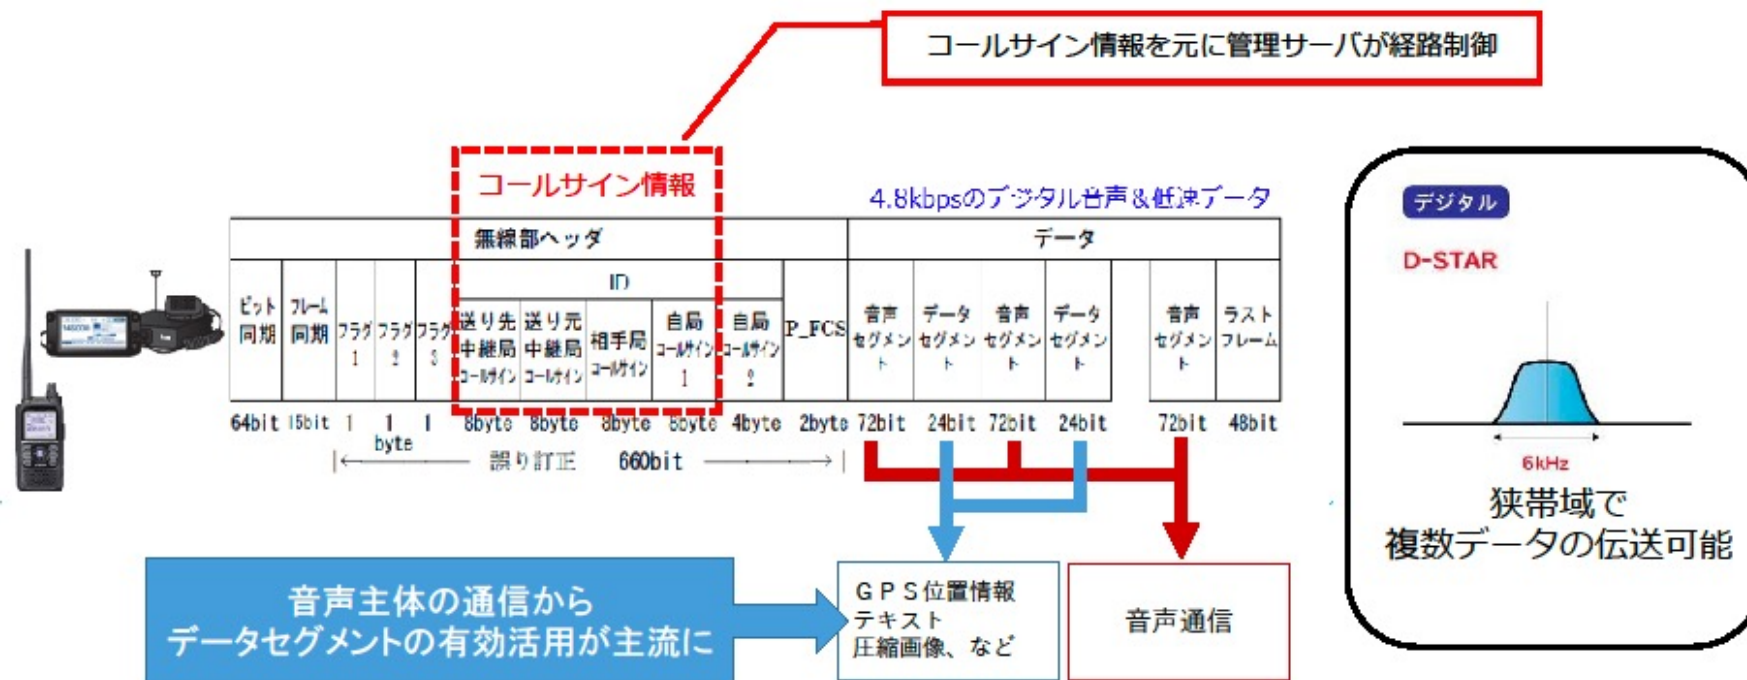 コールサイン情報を元に管理サーバが経路制御
コールサイン情報
4.8kbpsのデジタル音声&低速データ
無線部ヘッダ
データ
ID
ビット
同期
フレーム
同期
フラグ
1
フラグ
2
フラグ
3
送り先
中継局
コールサイン
送り元
中継局
コールサイン
相手局
コールサイン
自局
コールサイン
1
自局
コールサイン
2
P_FCS
音声
セグメン
ト
データ
セグメン
ト
音声
セグメン
ト
データ
セグメン
ト
音声
セグメン
ト
ラスト
フレーム
64bit 15bit 1 1 1 8byte 8byte 8byte 8byte 4byte 2byte 72bit 24bit 72bit 24bit 72bit 48bit
byte
誤り訂正 660bit
音声主体の通信から
データセグメントの有効活用が主流に
GPS位置情報
テキスト
圧縮画像、など
音声通信
デジタル
D-STAR
6kHz
狭帯域で
複数データの伝送可能